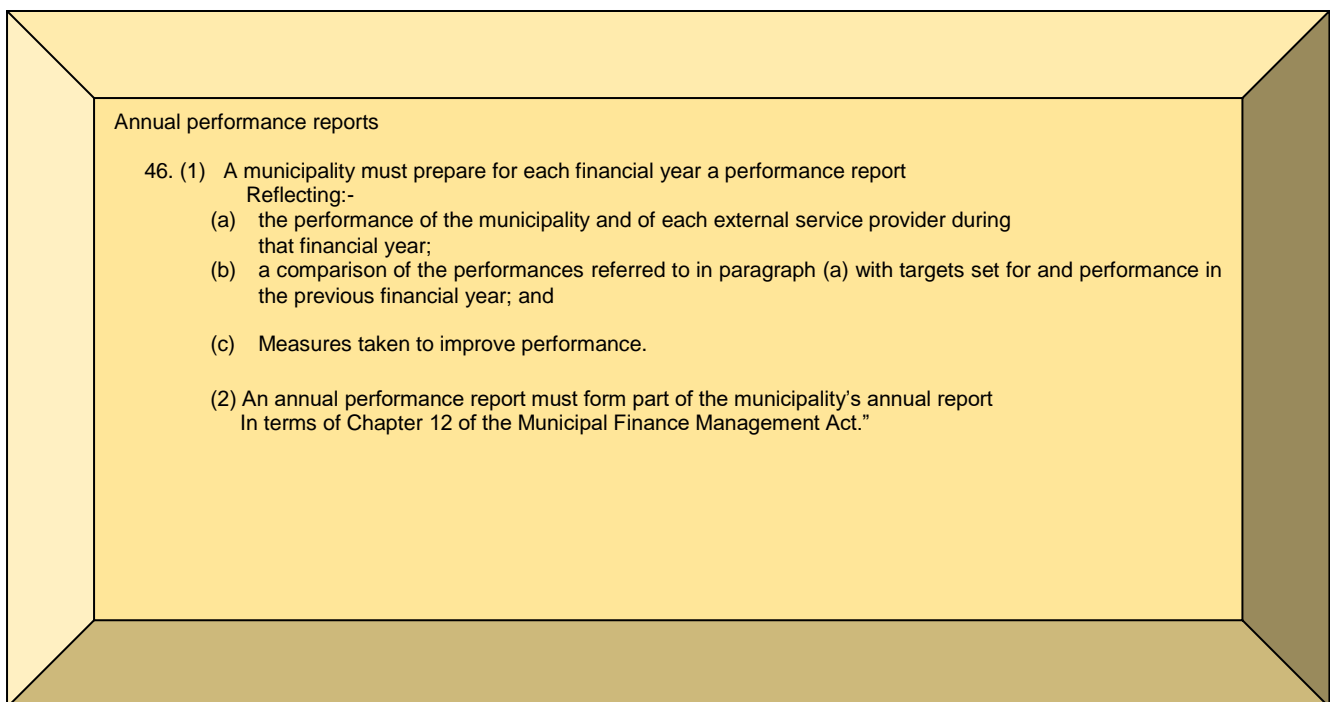 Annual performance reports
46. (1) A municipality must prepare for each financial year a performance report
Reflecting:-
(a) the performance of the municipality and of each external service provider during
that financial year;
(b) a comparison of the performances referred to in paragraph (a) with targets set for and performance in
the previous financial year; and
(c) Measures taken to improve performance.
(2) An annual performance report must form part of the municipality’s annual report
In terms of Chapter 12 of the Municipal Finance Management Act.”